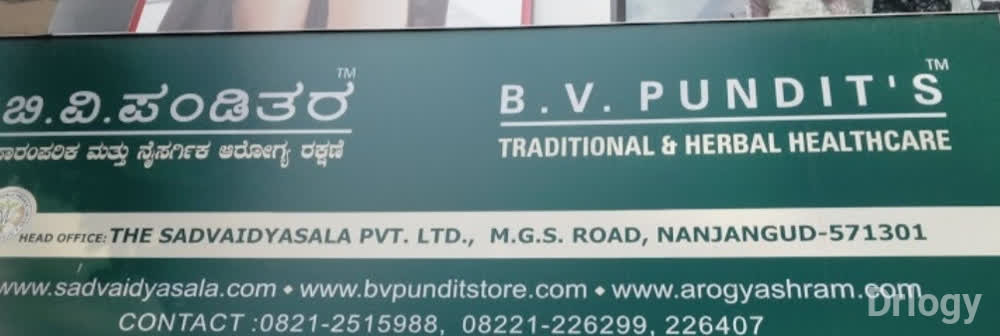 ಬಿ.ವಿ.ಪಂಡಿತರ™
B.V. PUNDIT'S™
ಪಾರಂಪರಿಕ ಮತ್ತು ನೈಸರ್ಗಿಕ ಆರೋಗ್ಯ ರಕ್ಷಣೆ
TRADITIONAL & HERBAL HEALTHCARE
HEAD OFFICE: THE SADVAIDYASALA PVT. LTD., M.G.S. ROAD, NANJANGUD-571301
www.sadvaidyasala.com • www.bvpunditstore.com • www.arogyashram.com
CONTACT :0821-2515988, 08221-226299, 226407
Drlogy